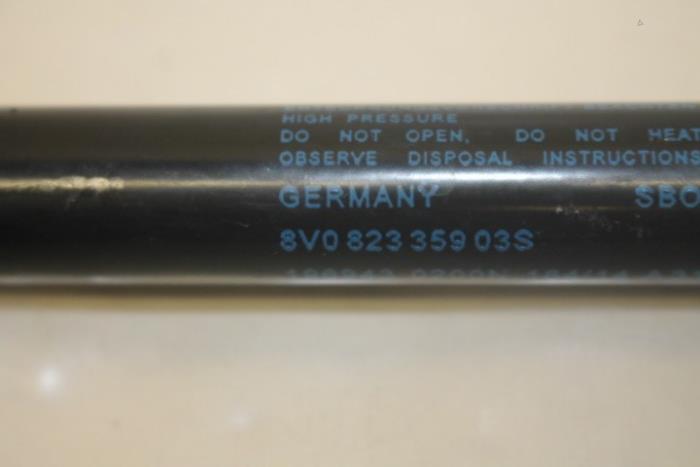 HIGH PRESSURE
DO NOT OPEN, DO NOT HEAT
OBSERVE DISPOSAL INSTRUCTIONS
GERMANY SBO
8V0 823 359 03S